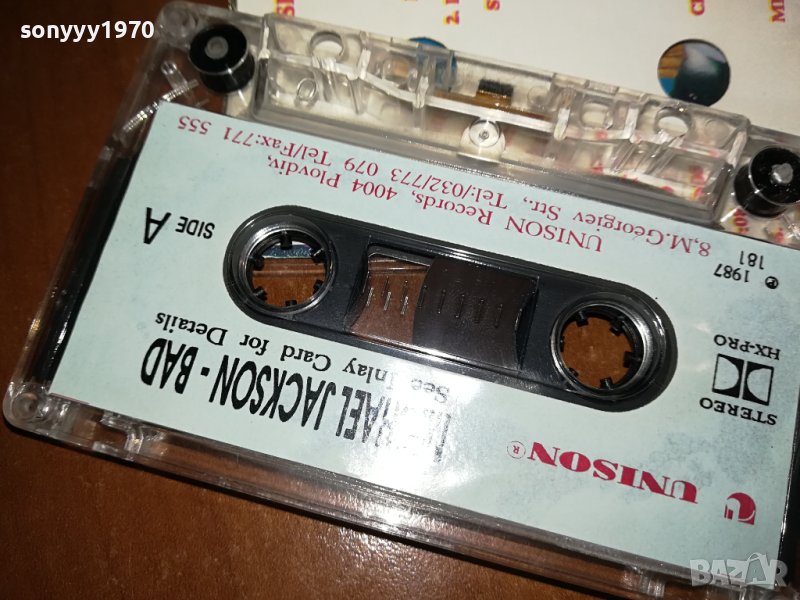 sonyyy1970
UNISON®
MICHAEL JACKSON - BAD
See Inlay Card for Details
STEREO
HX-PRO
SIDE A
℗ 1987
181
UNISON Records, 4004 Plovdiv,
8,M.Georgiev Str., Tel:/032/773 079 Tel/Fax:771 555
BAZAR